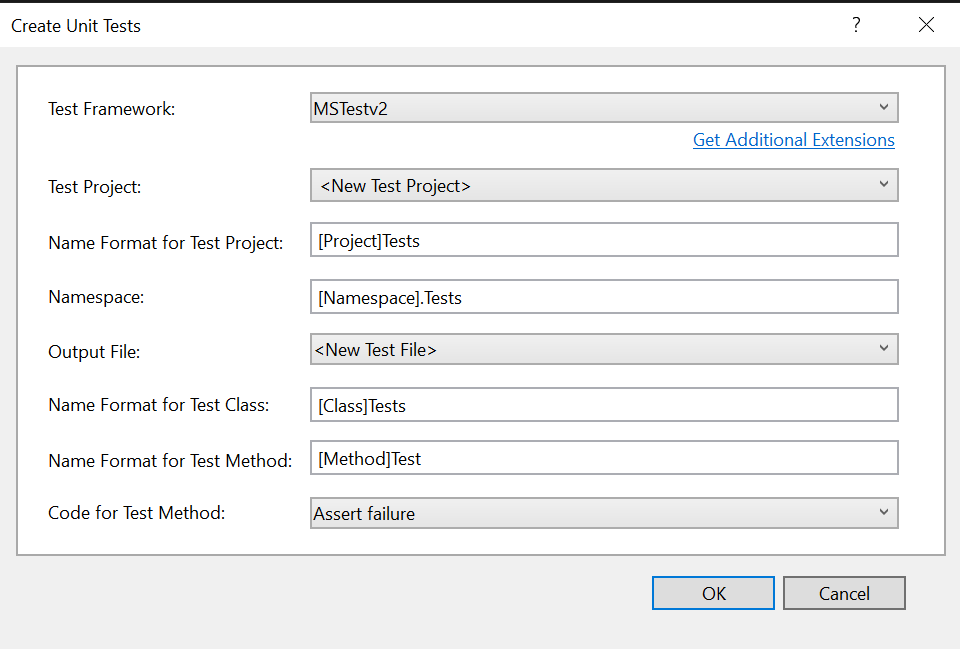 Create Unit Tests
?
Test Framework: MSTestv2
Get Additional Extensions
Test Project: <New Test Project>
Name Format for Test Project: [Project]Tests
Namespace: [Namespace].Tests
Output File: <New Test File>
Name Format for Test Class: [Class]Tests
Name Format for Test Method: [Method]Test
Code for Test Method: Assert failure
OK Cancel